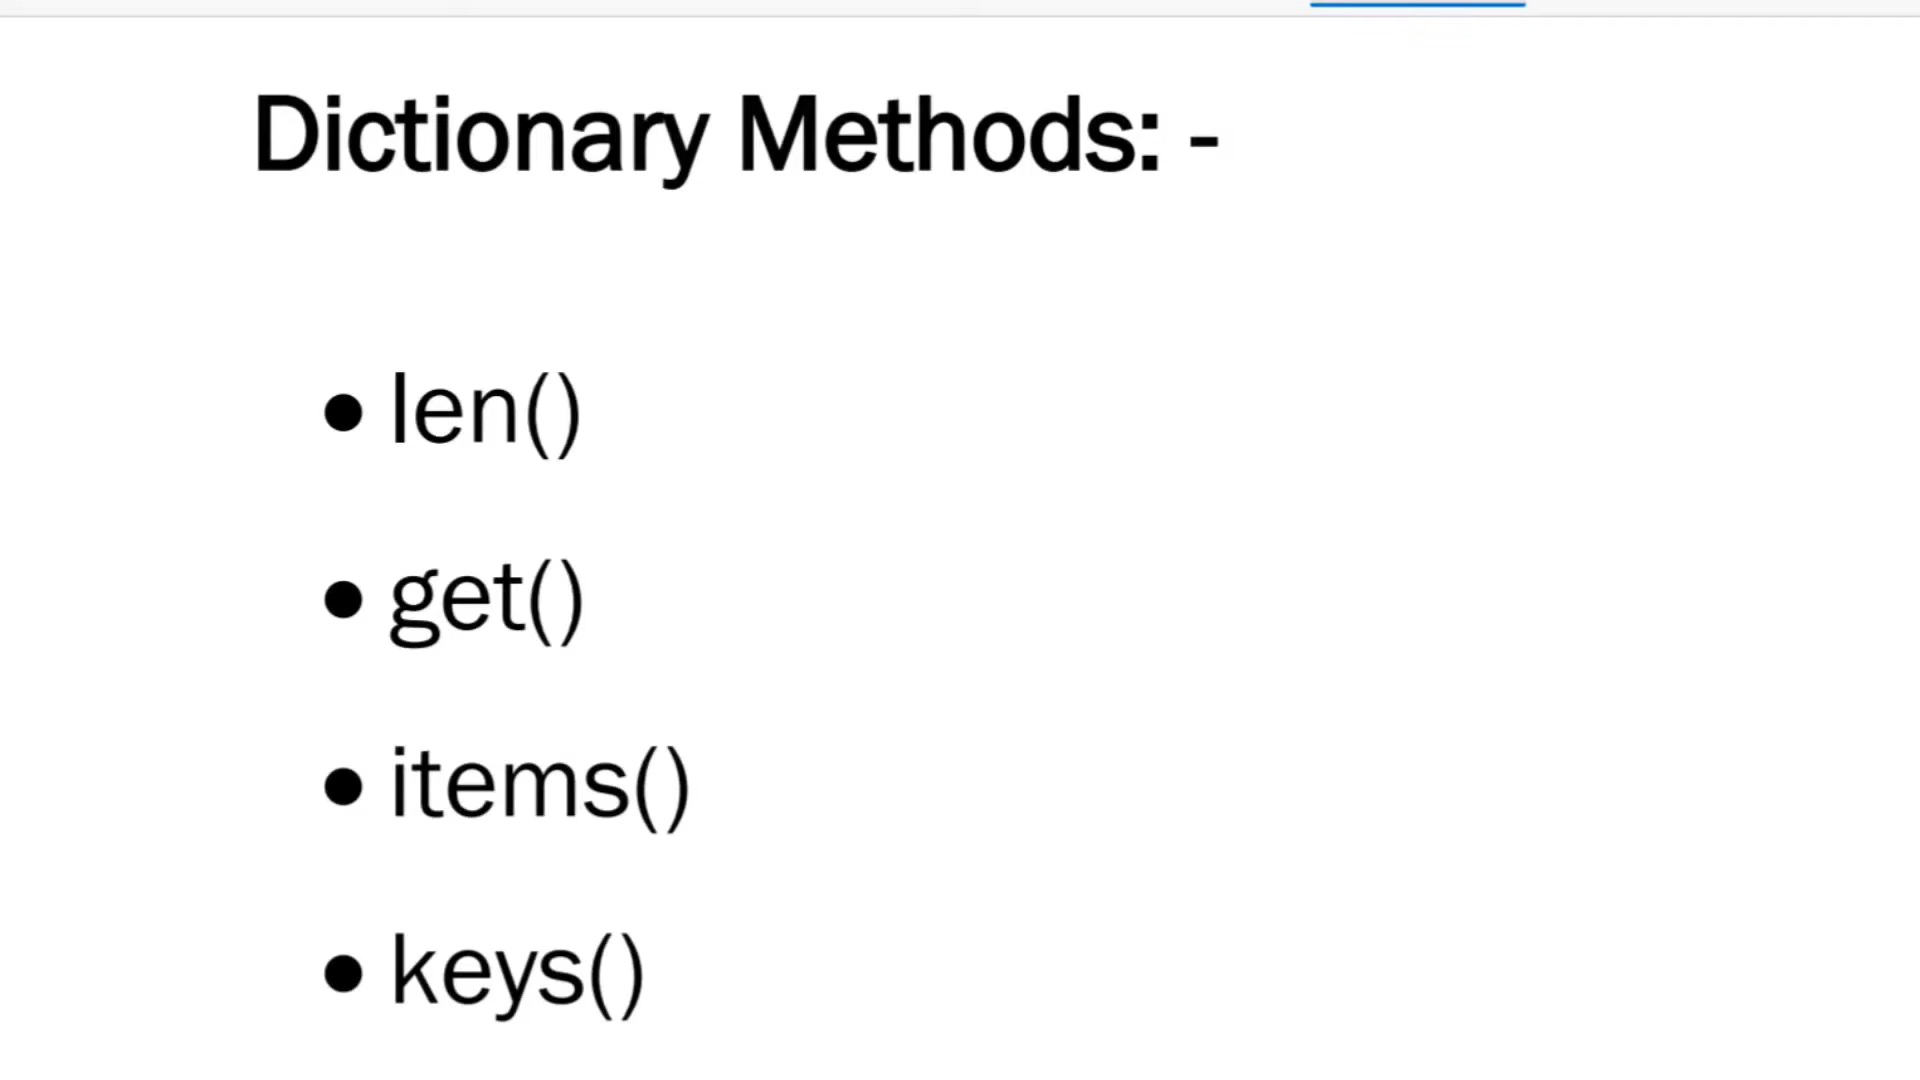 Dictionary Methods: -
● len()
● get()
● items()
● keys()